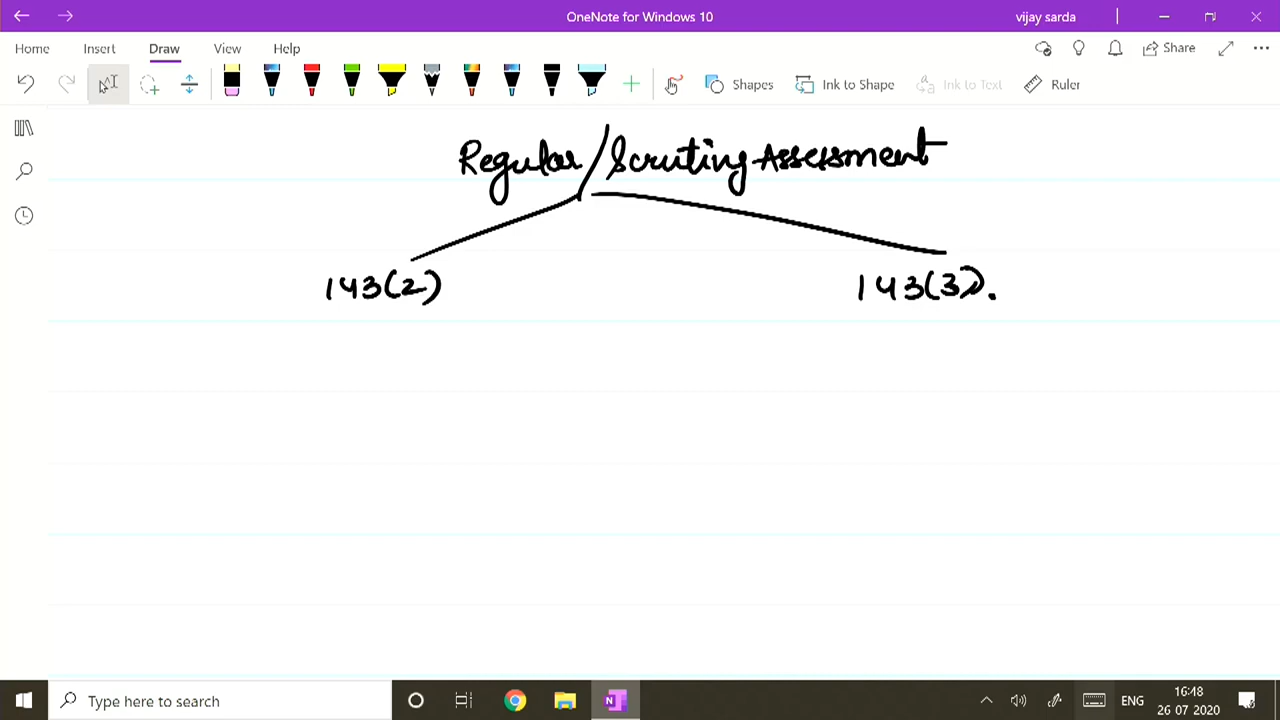 OneNote for Windows 10
vijay sarda
Home Insert Draw View Help
Share
Shapes Ink to Shape Ink to Text Ruler
Regular/Scruting Assessment
143(2) 143(3).
Type here to search
ENG
16:48
26-07-2020